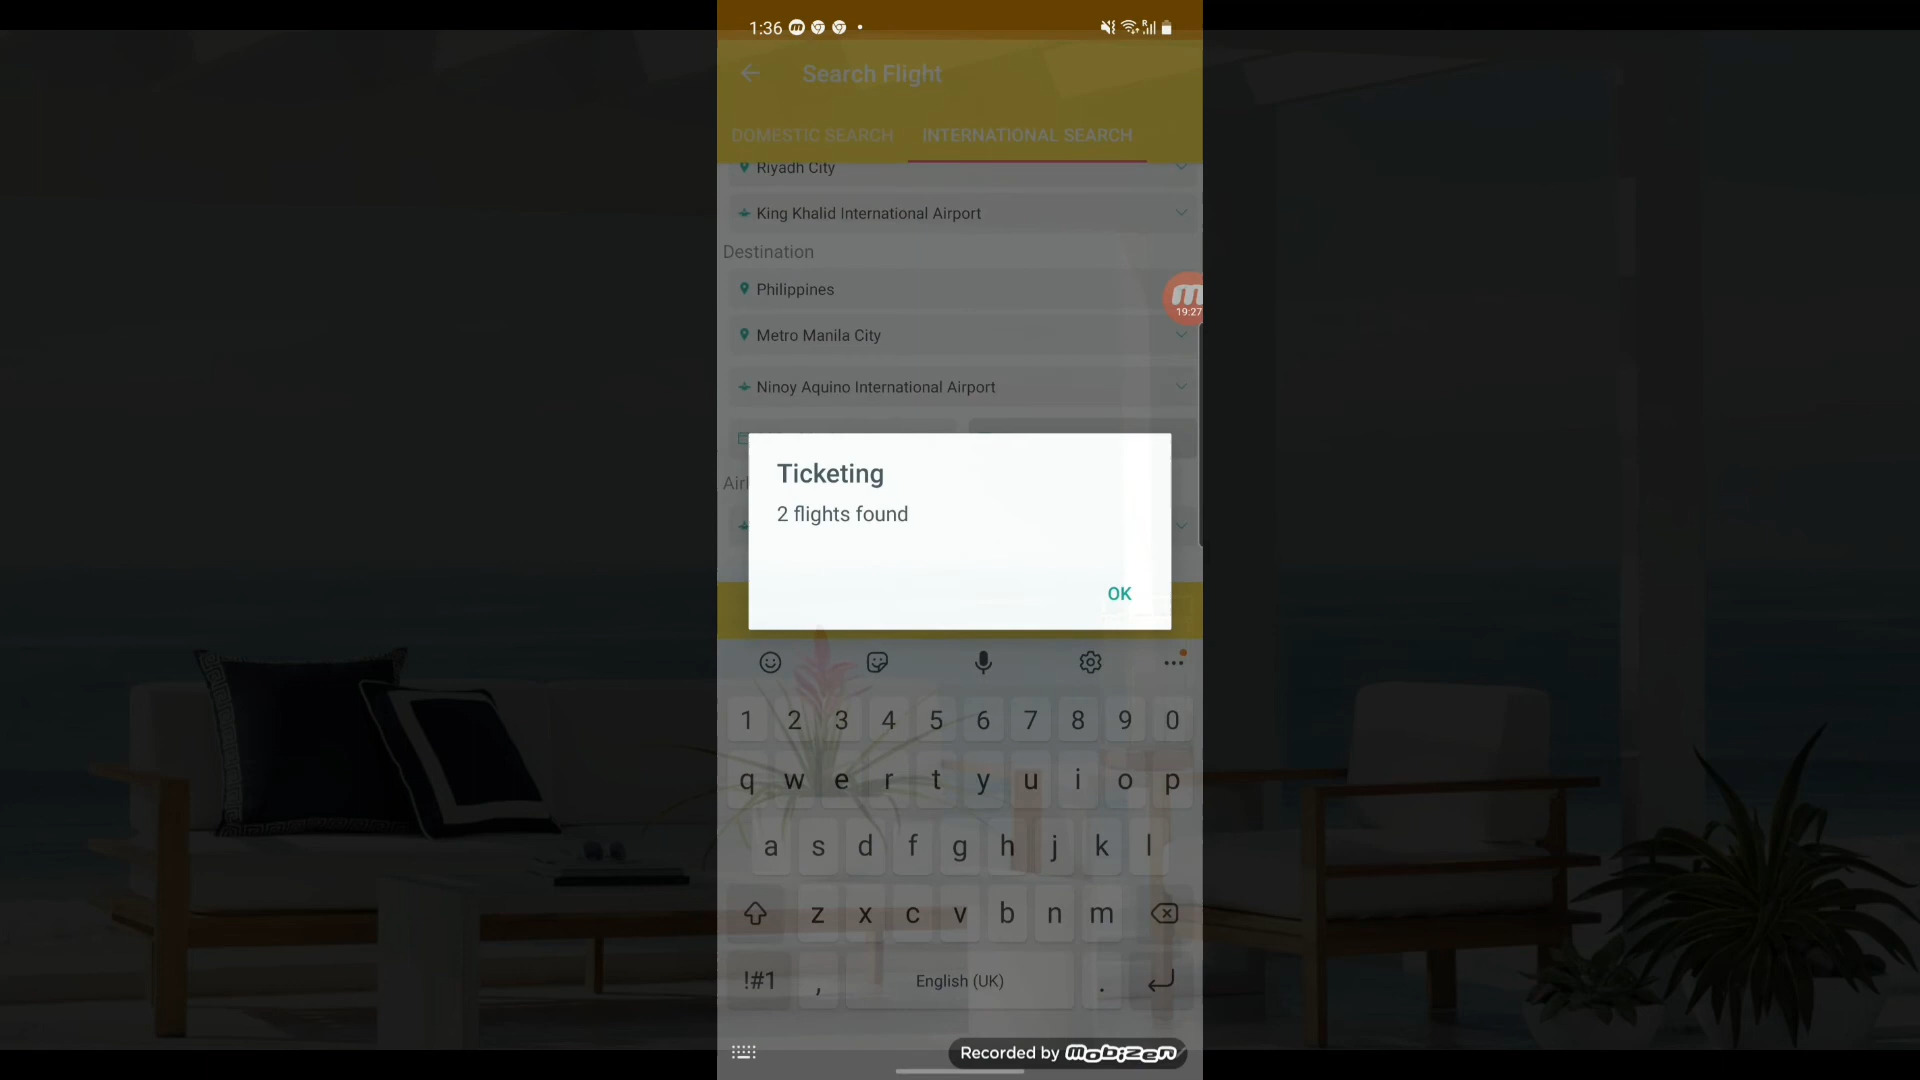 1:36
Search Flight
DOMESTIC SEARCH INTERNATIONAL SEARCH
Riyadh City
King Khalid International Airport
Destination
Philippines
19:27
Metro Manila City
Ninoy Aquino International Airport
Ticketing
2 flights found
OK
1 2 3 4 5 6 7 8 9 0
q w e r t y u i o p
a s d f g h j k l
z x c v b n m
!#1 , English (UK) .
Recorded by mobizen